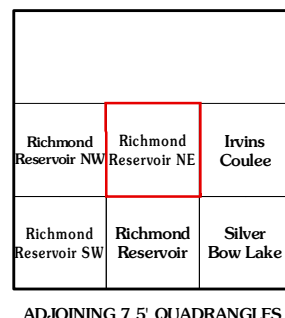 Richmond
Reservoir NW
Richmond
Reservoir NE
Irvins
Coulee
Richmond
Reservoir SW
Richmond
Reservoir
Silver
Bow Lake
ADJOINING 7.5' QUADRANGLES